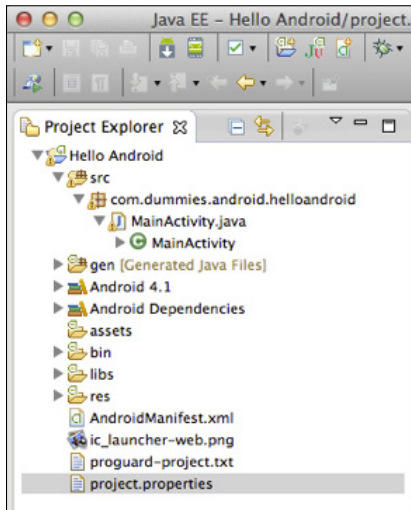 Java EE – Hello Android/project.
Project Explorer
Hello Android
src
com.dummies.android.helloandroid
MainActivity.java
MainActivity
gen [Generated Java Files]
Android 4.1
Android Dependencies
assets
bin
libs
res
AndroidManifest.xml
ic_launcher-web.png
proguard-project.txt
project.properties